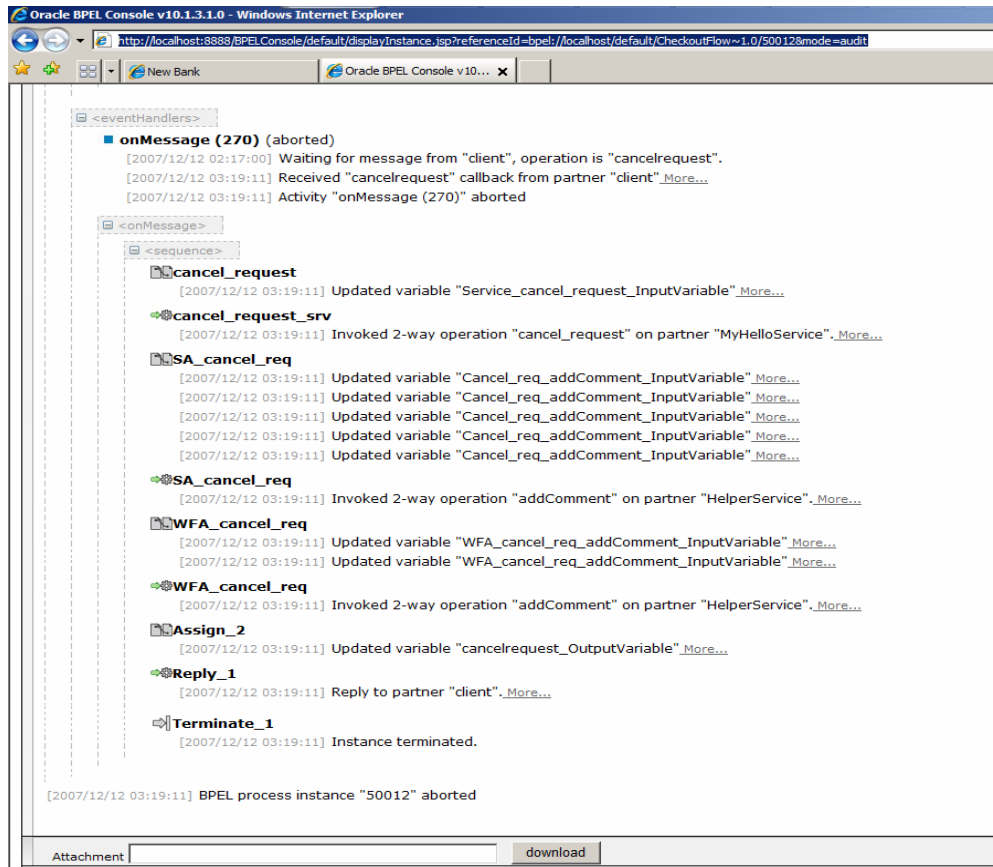 Oracle BPEL Console v10.1.3.1.0 - Windows Internet Explorer
http://localhost:8888/BPELConsole/default/displayInstance.jsp?referenceId=bpel://localhost/default/CheckoutFlow~1.0/50012&mode=audit
New Bank
Oracle BPEL Console v10...
<eventHandlers>
onMessage (270) (aborted)
[2007/12/12 02:17:00] Waiting for message from "client", operation is "cancelrequest".
[2007/12/12 03:19:11] Received "cancelrequest" callback from partner "client" More...
[2007/12/12 03:19:11] Activity "onMessage (270)" aborted
<onMessage>
<sequence>
cancel_request
[2007/12/12 03:19:11] Updated variable "Service_cancel_request_InputVariable" More...
cancel_request_srv
[2007/12/12 03:19:11] Invoked 2-way operation "cancel_request" on partner "MyHelloService". More...
SA_cancel_req
[2007/12/12 03:19:11] Updated variable "Cancel_req_addComment_InputVariable" More...
[2007/12/12 03:19:11] Updated variable "Cancel_req_addComment_InputVariable" More...
[2007/12/12 03:19:11] Updated variable "Cancel_req_addComment_InputVariable" More...
[2007/12/12 03:19:11] Updated variable "Cancel_req_addComment_InputVariable" More...
[2007/12/12 03:19:11] Updated variable "Cancel_req_addComment_InputVariable" More...
SA_cancel_req
[2007/12/12 03:19:11] Invoked 2-way operation "addComment" on partner "HelperService". More...
WFA_cancel_req
[2007/12/12 03:19:11] Updated variable "WFA_cancel_req_addComment_InputVariable" More...
[2007/12/12 03:19:11] Updated variable "WFA_cancel_req_addComment_InputVariable" More...
WFA_cancel_req
[2007/12/12 03:19:11] Invoked 2-way operation "addComment" on partner "HelperService". More...
Assign_2
[2007/12/12 03:19:11] Updated variable "cancelrequest_OutputVariable" More...
Reply_1
[2007/12/12 03:19:11] Reply to partner "client". More...
Terminate_1
[2007/12/12 03:19:11] Instance terminated.
[2007/12/12 03:19:11] BPEL process instance "50012" aborted
Attachment
download